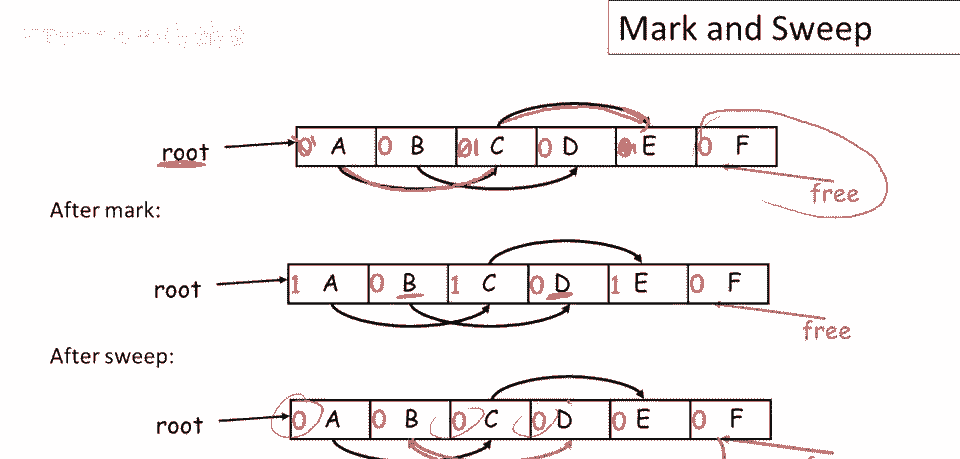 Mark and Sweep
root 0 A 0 B 01 C 0 D E 0 F
free
After mark:
root 1 A 0 B 1 C 0 D 1 E 0 F
free
After sweep:
root 0 A 0 B 0 C 0 D 0 E 0 F